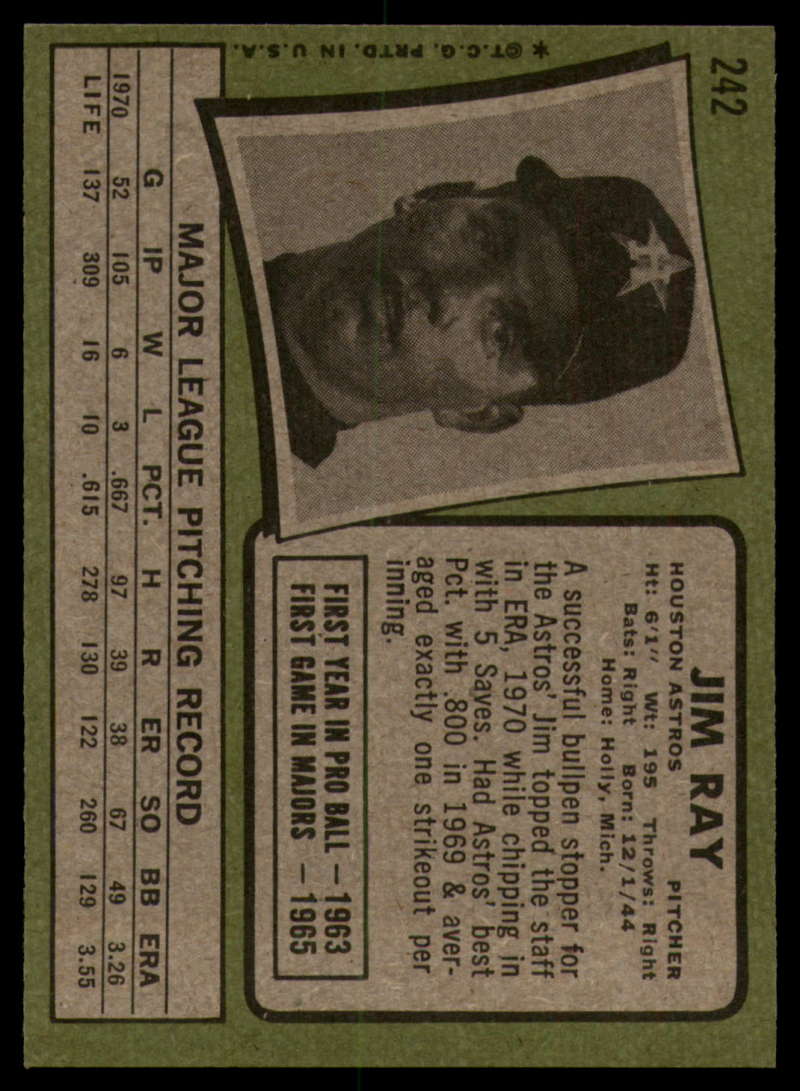 242
JIM RAY
HOUSTON ASTROS PITCHER
Ht: 6'1" Wt: 195 Throws: Right
Bats: Right Born: 12/1/44
Home: Holly, Mich.
A successful bullpen stopper for
the Astros' Jim topped the staff
in ERA, 1970 while chipping in
with 5 Saves. Had Astros' best
Pct. with .800 in 1969 & aver-
aged exactly one strikeout per
inning.
FIRST YEAR IN PRO BALL — 1963
FIRST GAME IN MAJORS — 1965
MAJOR LEAGUE PITCHING RECORD
G IP W L PCT. H R ER SO BB ERA
1970 52 105 6 3 .667 97 39 38 67 49 3.26
LIFE 137 309 16 10 .615 278 130 122 260 129 3.55
* ©T.C.G. PRTD. IN U.S.A.